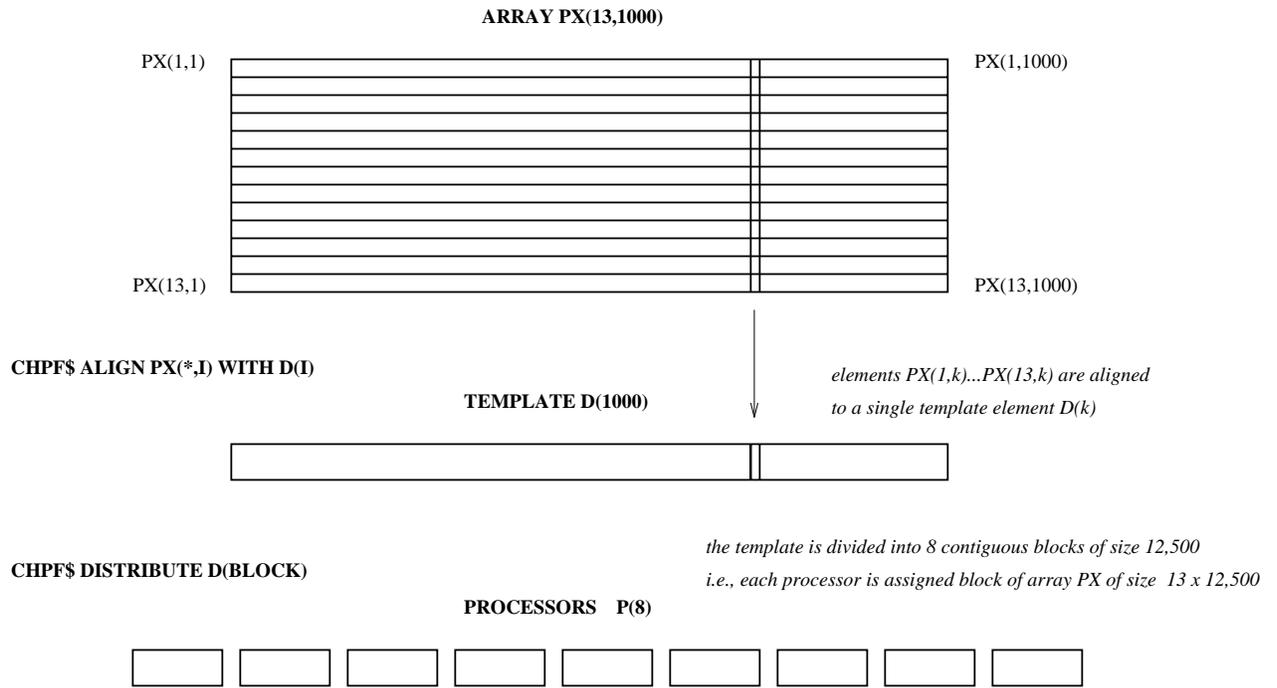 ARRAY PX(13,1000)
PX(1,1)
PX(1,1000)
PX(13,1)
PX(13,1000)
CHPF$ ALIGN PX(*,I) WITH D(I)
elements PX(1,k)...PX(13,k) are aligned
to a single template element D(k)
TEMPLATE D(1000)
the template is divided into 8 contiguous blocks of size 12,500
CHPF$ DISTRIBUTE D(BLOCK)
i.e., each processor is assigned block of array PX of size 13 x 12,500
PROCESSORS P(8)